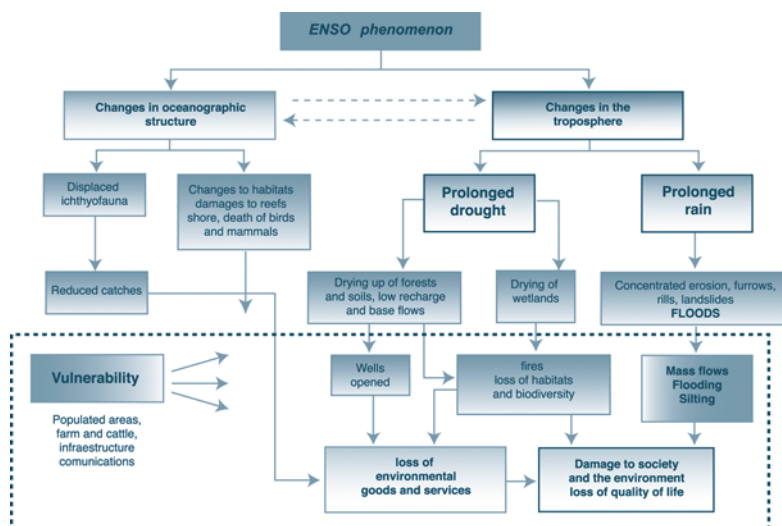 ENSO phenomenon
Changes in oceanographic
structure
Changes in the
troposphere
Displaced
ichthyofauna
Changes to habitats
damages to reefs
shore, death of birds
and mammals
Prolonged
drought
Prolonged
rain
Reduced catches
Drying up of forests
and soils, low recharge
and base flows
Drying of
wetlands
Concentrated erosion, furrows,
rills, landslides
FLOODS
Vulnerability
Populated areas,
farm and cattle,
infraestructure
comunications
Wells
opened
fires
loss of habitats
and biodiversity
Mass flows
Flooding
Silting
loss of
environmental
goods and services
Damage to society
and the environment
loss of quality of life